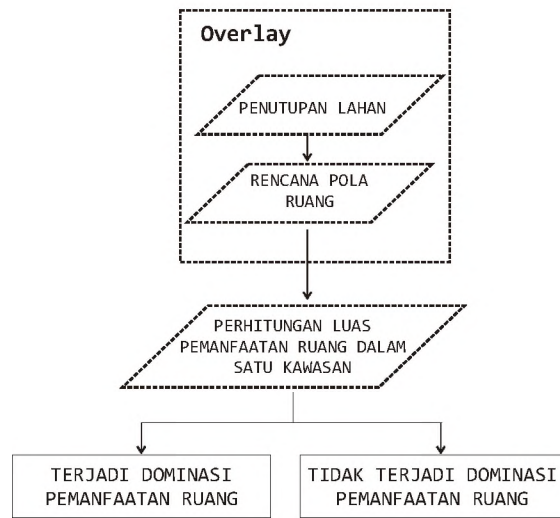 Overlay
PENUTUPAN LAHAN
RENCANA POLA
RUANG
PERHITUNGAN LUAS
PEMANFAATAN RUANG DALAM
SATU KAWASAN
TERJADI DOMINASI
PEMANFAATAN RUANG
TIDAK TERJADI DOMINASI
PEMANFAATAN RUANG